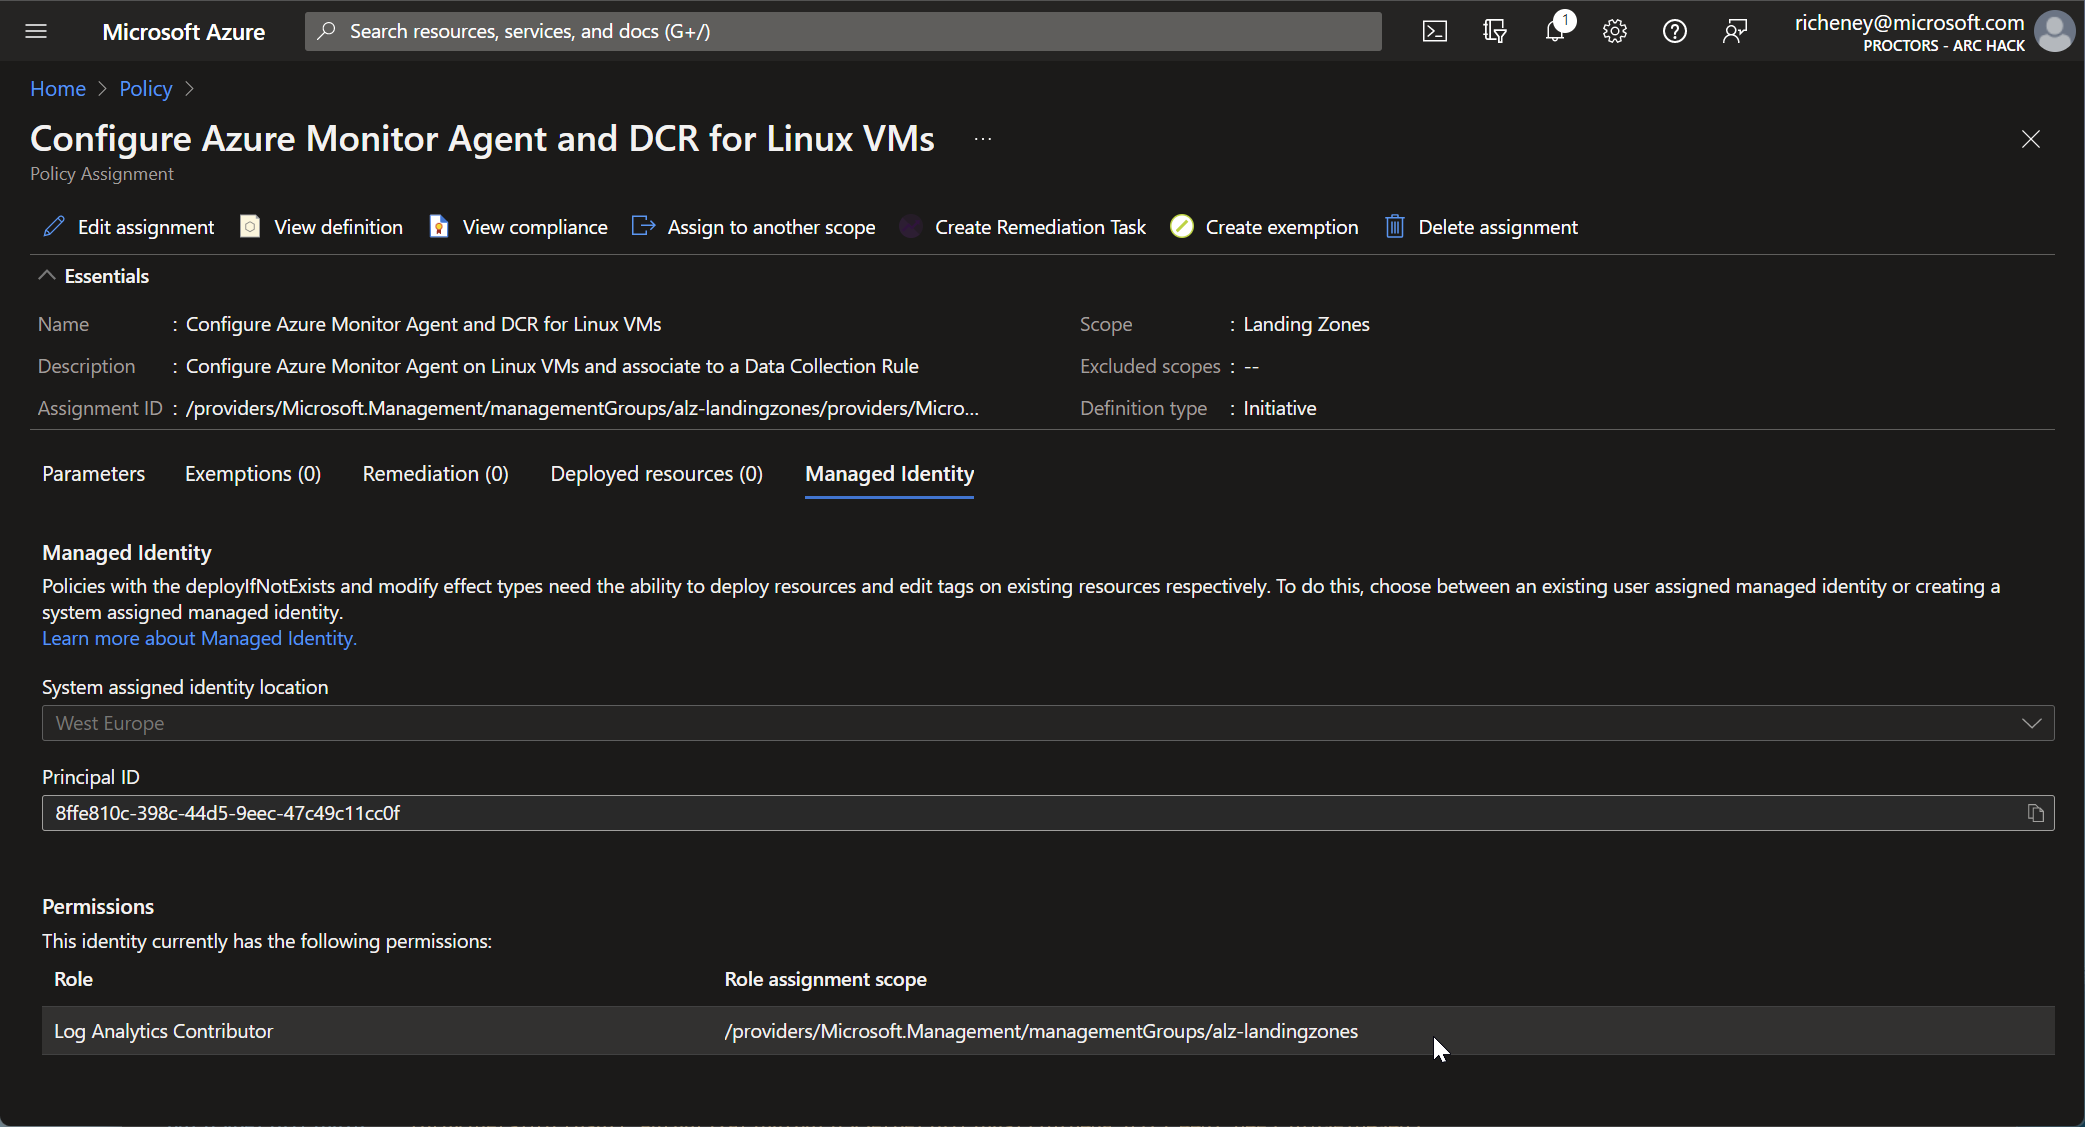 Microsoft Azure
Search resources, services, and docs (G+/)
1
richeney@microsoft.com
PROCTORS - ARC HACK
Home > Policy >
Configure Azure Monitor Agent and DCR for Linux VMs ...
Policy Assignment
Edit assignment View definition View compliance Assign to another scope Create Remediation Task Create exemption Delete assignment
Essentials
Name : Configure Azure Monitor Agent and DCR for Linux VMs Scope : Landing Zones
Description : Configure Azure Monitor Agent on Linux VMs and associate to a Data Collection Rule Excluded scopes : --
Assignment ID : /providers/Microsoft.Management/managementGroups/alz-landingzones/providers/Micro... Definition type : Initiative
Parameters Exemptions (0) Remediation (0) Deployed resources (0) Managed Identity
Managed Identity
Policies with the deployIfNotExists and modify effect types need the ability to deploy resources and edit tags on existing resources respectively. To do this, choose between an existing user assigned managed identity or creating a
system assigned managed identity.
Learn more about Managed Identity.
System assigned identity location
West Europe
Principal ID
8ffe810c-398c-44d5-9eec-47c49c11cc0f
Permissions
This identity currently has the following permissions:
Role Role assignment scope
Log Analytics Contributor /providers/Microsoft.Management/managementGroups/alz-landingzones